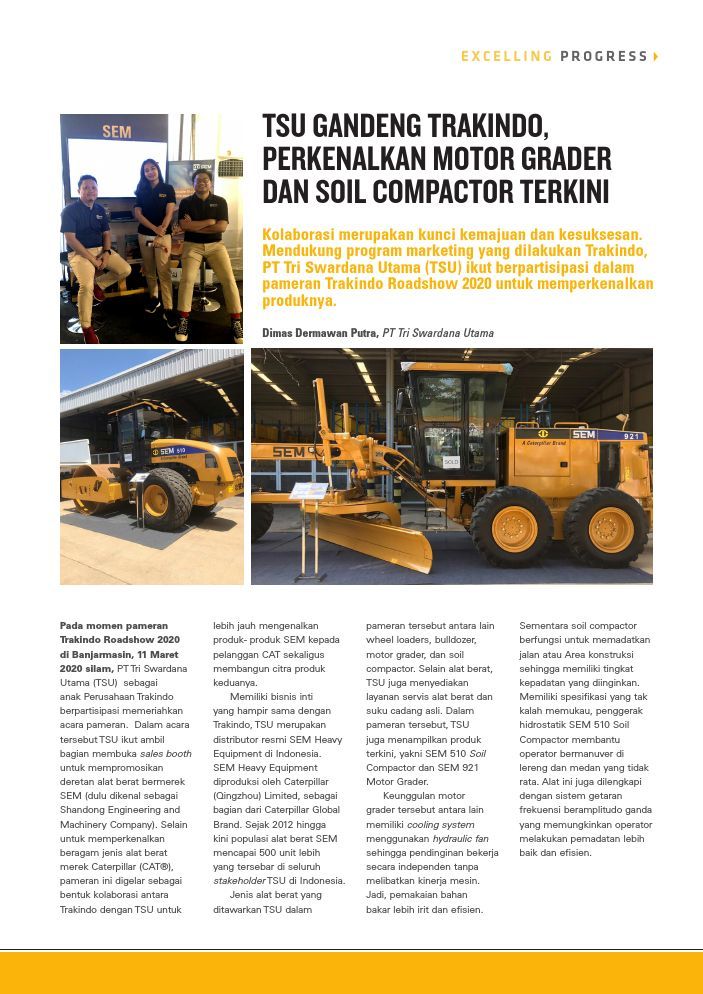 EXCELLING PROGRESS
SEM
SEM
TSU GANDENG TRAKINDO,
PERKENALKAN MOTOR GRADER
DAN SOIL COMPACTOR TERKINI
Kolaborasi merupakan kunci kemajuan dan kesuksesan.
Mendukung program marketing yang dilakukan Trakindo,
PT Tri Swardana Utama (TSU) ikut berpartisipasi dalam
pameran Trakindo Roadshow 2020 untuk memperkenalkan
produknya.
Dimas Dermawan Putra, PT Tri Swardana Utama
SEM 510
SEM
SOLD
SEM 921
A Caterpillar Brand
Pada momen pameran
Trakindo Roadshow 2020
di Banjarmasin, 11 Maret
2020 silam, PT Tri Swardana
Utama (TSU) sebagai
anak Perusahaan Trakindo
berpartisipasi memeriahkan
acara pameran. Dalam acara
tersebut TSU ikut ambil
bagian membuka sales booth
untuk mempromosikan
deretan alat berat bermerek
SEM (dulu dikenal sebagai
Shandong Engineering and
Machinery Company). Selain
untuk memperkenalkan
beragam jenis alat berat
merek Caterpillar (CAT®),
pameran ini digelar sebagai
bentuk kolaborasi antara
Trakindo dengan TSU untuk
lebih jauh mengenalkan
produk- produk SEM kepada
pelanggan CAT sekaligus
membangun citra produk
keduanya.
Memiliki bisnis inti
yang hampir sama dengan
Trakindo, TSU merupakan
distributor resmi SEM Heavy
Equipment di Indonesia.
SEM Heavy Equipment
diproduksi oleh Caterpillar
(Qingzhou) Limited, sebagai
bagian dari Caterpillar Global
Brand. Sejak 2012 hingga
kini populasi alat berat SEM
mencapai 500 unit lebih
yang tersebar di seluruh
stakeholder TSU di Indonesia.
Jenis alat berat yang
ditawarkan TSU dalam
pameran tersebut antara lain
wheel loaders, bulldozer,
motor grader, dan soil
compactor. Selain alat berat,
TSU juga menyediakan
layanan servis alat berat dan
suku cadang asli. Dalam
pameran tersebut, TSU
juga menampilkan produk
terkini, yakni SEM 510 Soil
Compactor dan SEM 921
Motor Grader.
Keunggulan motor
grader tersebut antara lain
memiliki cooling system
menggunakan hydraulic fan
sehingga pendinginan bekerja
secara independen tanpa
melibatkan kinerja mesin.
Jadi, pemakaian bahan
bakar lebih irit dan efisien.
Sementara soil compactor
berfungsi untuk memadatkan
jalan atau Area konstruksi
sehingga memiliki tingkat
kepadatan yang diinginkan.
Memiliki spesifikasi yang tak
kalah memukau, penggerak
hidrostatik SEM 510 Soil
Compactor membantu
operator bermanuver di
lereng dan medan yang tidak
rata. Alat ini juga dilengkapi
dengan sistem getaran
frekuensi beramplitudo ganda
yang memungkinkan operator
melakukan pemadatan lebih
baik dan efisien.